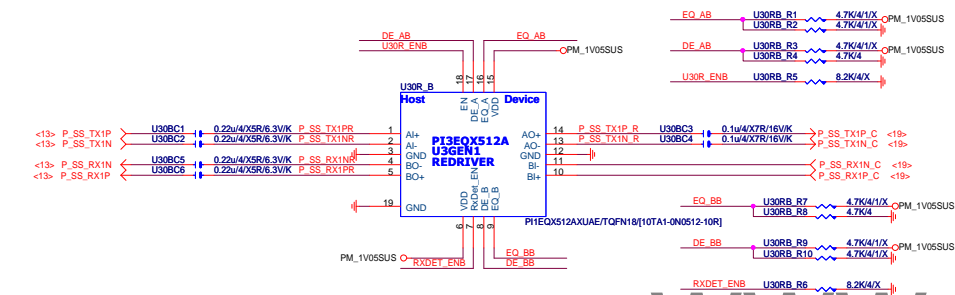 EQ_AB U30RB_R1 4.7K/4/1/X PM_1V05SUS
U30RB_R2 4.7K/4/1/X
DE_AB EQ_AB
U30R_ENB PM_1V05SUS
DE_AB U30RB_R3 4.7K/4/1/X PM_1V05SUS
U30RB_R4 4.7K/4
U30R_ENB U30RB_R5 8.2K/4/X
U30R_B
18 17 16 15
EN DE_A EQ_A VDD
Host Device
PI3EQX512A
U3GEN1
REDRIVER
<13> P_SS_TX1P U30BC1 0.22u/4/X5R/6.3V/K P_SS_TX1PR 1 AI+ AO+ 14 P_SS_TX1P_R U30BC3 0.1u/4/X7R/16V/K P_SS_TX1P_C <19>
<13> P_SS_TX1N U30BC2 0.22u/4/X5R/6.3V/K P_SS_TX1NR 2 AI- AO- 13 P_SS_TX1N_R U30BC4 0.1u/4/X7R/16V/K P_SS_TX1N_C <19>
3 GND GND 12
<13> P_SS_RX1N U30BC5 0.22u/4/X5R/6.3V/K P_SS_RX1NR 4 BO- BI- 11 P_SS_RX1N_C <19>
<13> P_SS_RX1P U30BC6 0.22u/4/X5R/6.3V/K P_SS_RX1PR 5 BO+ BI+ 10 P_SS_RX1P_C <19>
19 GND
VDD RxDet_EN DE_B EQ_B
6 7 8 9
PI1EQX512AXUAE/TQFN18/[10TA1-0N0512-10R]
EQ_BB U30RB_R7 4.7K/4/1/X PM_1V05SUS
U30RB_R8 4.7K/4
PM_1V05SUS EQ_BB
RXDET_ENB DE_BB
DE_BB U30RB_R9 4.7K/4/1/X PM_1V05SUS
U30RB_R10 4.7K/4/1/X
RXDET_ENB U30RB_R6 8.2K/4/X